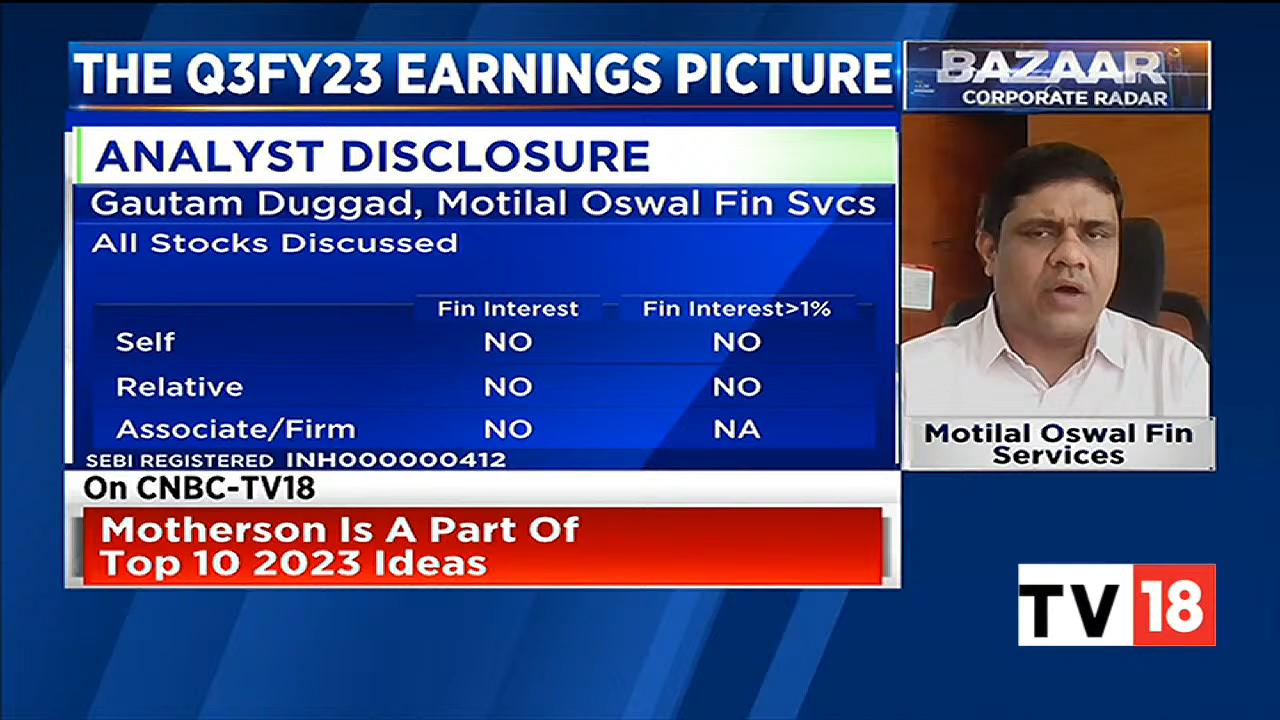 THE Q3FY23 EARNINGS PICTURE
BAZAAR
CORPORATE RADAR
ANALYST DISCLOSURE
Gautam Duggad, Motilal Oswal Fin Svcs
All Stocks Discussed
Fin Interest Fin Interest>1%
Self NO NO
Relative NO NO
Associate/Firm NO NA
SEBI REGISTERED INH000000412
Motilal Oswal Fin
Services
On CNBC-TV18
Motherson Is A Part Of
Top 10 2023 Ideas
TV18